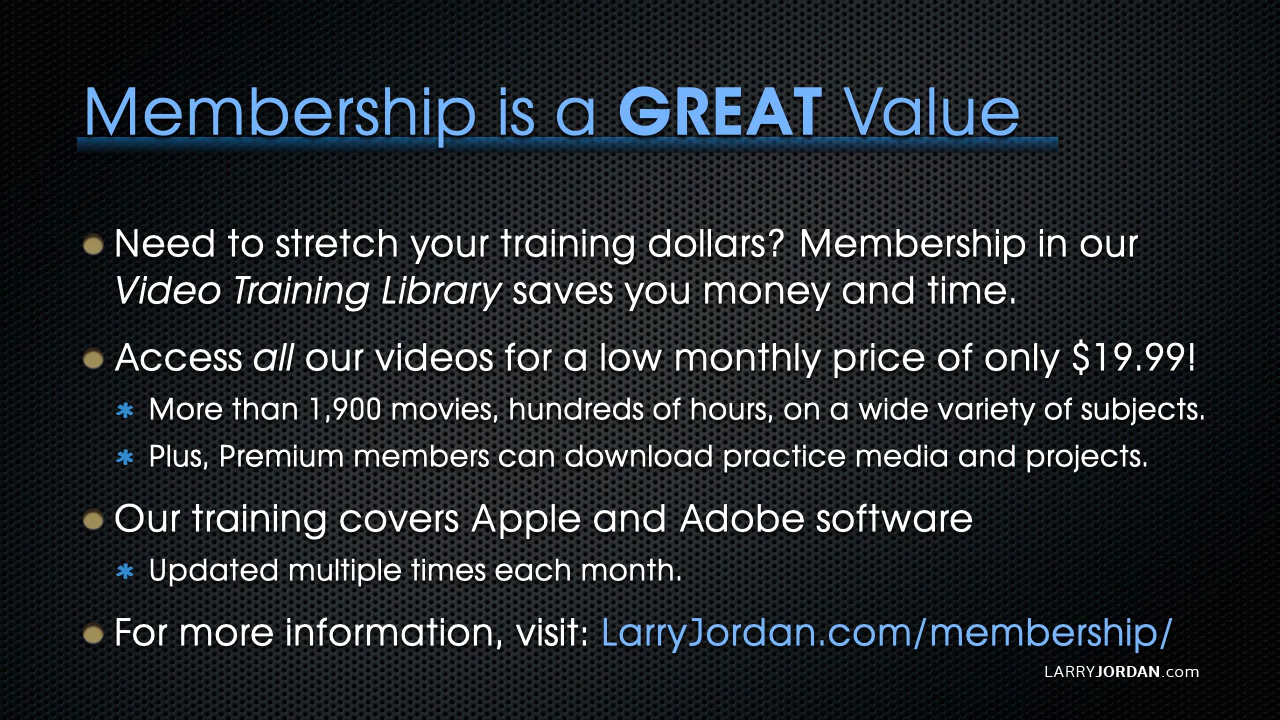 Membership is a GREAT Value
Need to stretch your training dollars? Membership in our
Video Training Library saves you money and time.
Access all our videos for a low monthly price of only $19.99!
More than 1,900 movies, hundreds of hours, on a wide variety of subjects.
Plus, Premium members can download practice media and projects.
Our training covers Apple and Adobe software
Updated multiple times each month.
For more information, visit: LarryJordan.com/membership/
LARRYJORDAN.com